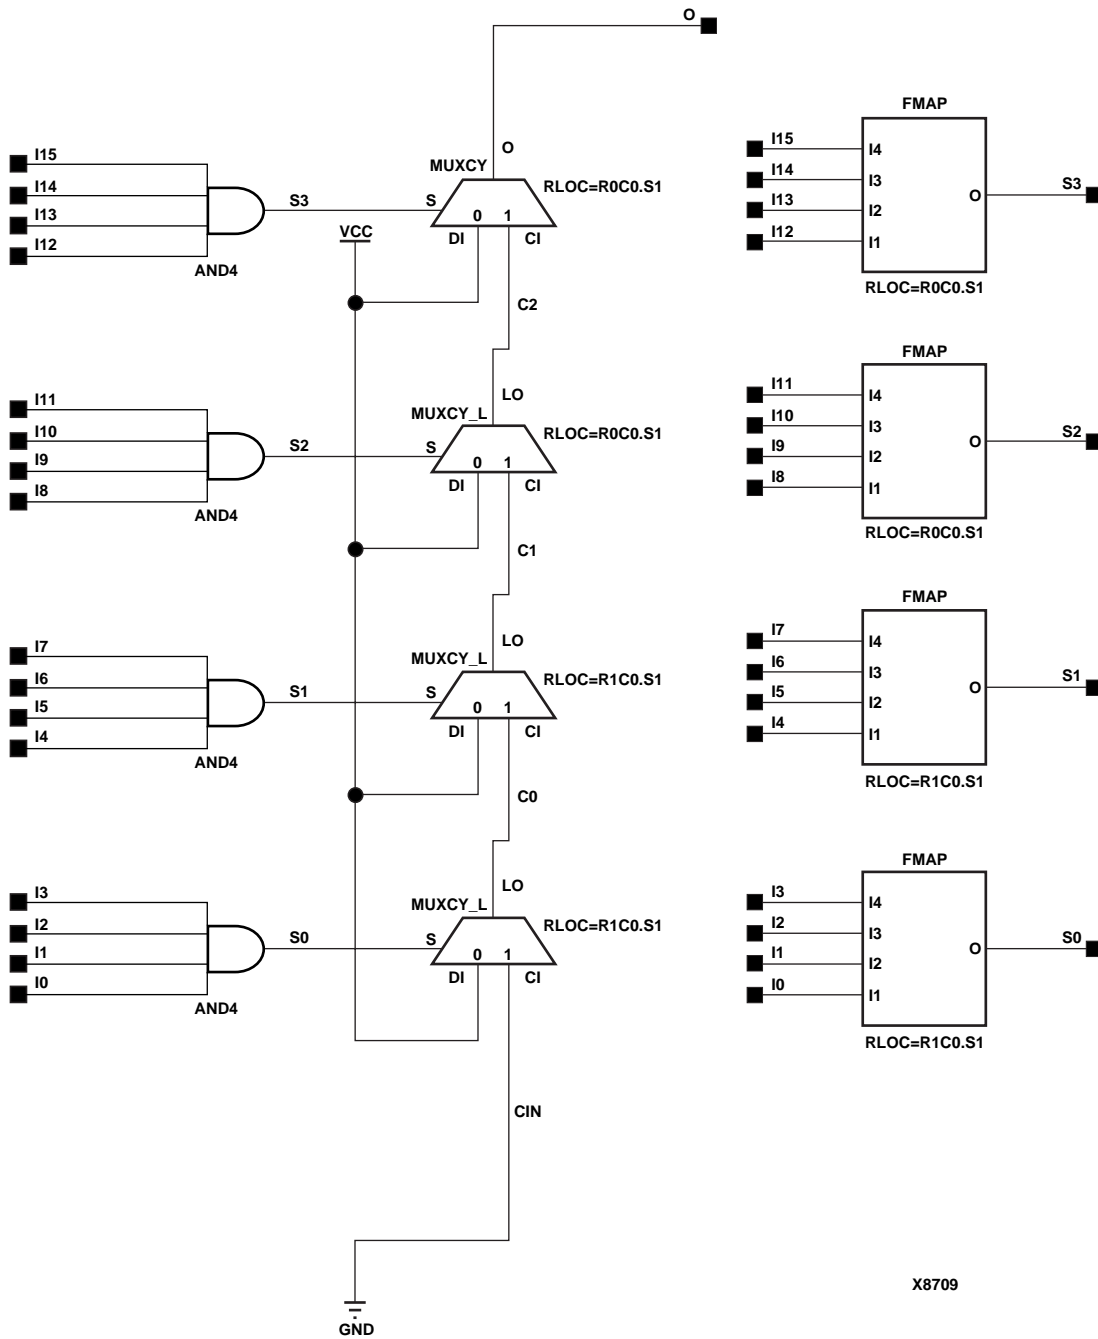 O
FMAP
I15
I14
I13
I12
AND4
S3
VCC
MUXCY
O
S
0 1
DI
CI
RLOC=R0C0.S1
C2
I15
I14
I13
I12
I4
I3
I2
I1
O
S3
RLOC=R0C0.S1
FMAP
I11
I10
I9
I8
AND4
S2
LO
MUXCY_L
S
0 1
DI
CI
RLOC=R0C0.S1
C1
I11
I10
I9
I8
I4
I3
I2
I1
O
S2
RLOC=R0C0.S1
FMAP
I7
I6
I5
I4
AND4
S1
LO
MUXCY_L
S
0 1
DI
CI
RLOC=R1C0.S1
C0
I7
I6
I5
I4
I4
I3
I2
I1
O
S1
RLOC=R1C0.S1
FMAP
I3
I2
I1
I0
AND4
S0
LO
MUXCY_L
S
0 1
DI
CI
RLOC=R1C0.S1
I3
I2
I1
I0
I4
I3
I2
I1
O
S0
RLOC=R1C0.S1
CIN
GND
X8709